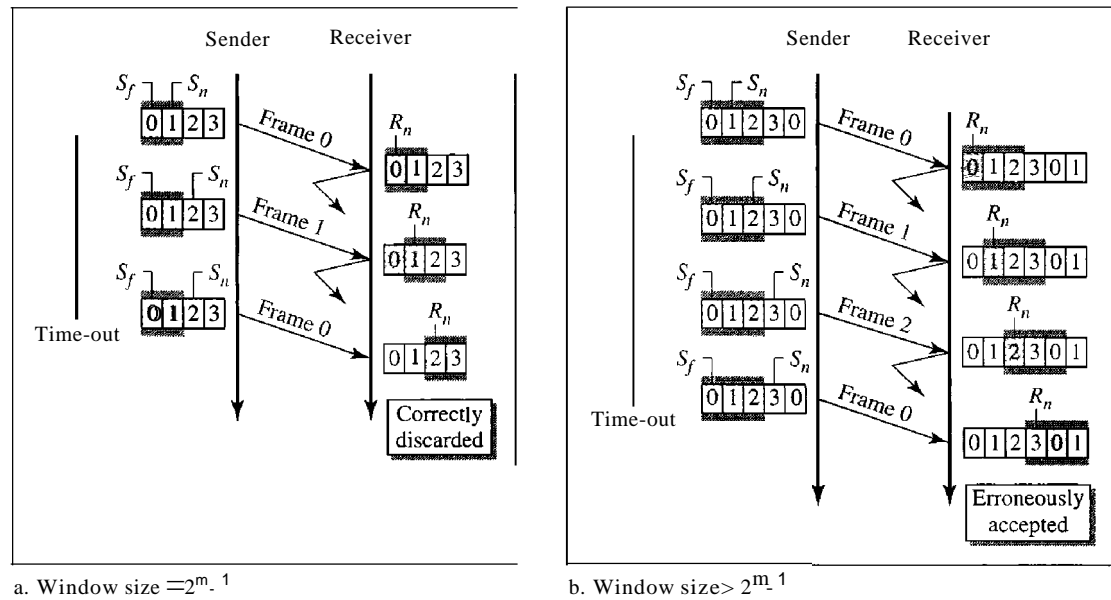 Sender Receiver
S_f S_n
0 1 2 3
Frame 0
R_n
0 1 2 3
S_f S_n
0 1 2 3
Frame 1
R_n
0 1 2 3
S_f S_n
0 1 2 3
Frame 0
R_n
0 1 2 3
Time-out
Correctly
discarded
a. Window size =2^m-1
Sender Receiver
S_f S_n
0 1 2 3 0
Frame 0
R_n
0 1 2 3 0 1
S_f S_n
0 1 2 3 0
Frame 1
R_n
0 1 2 3 0 1
S_f S_n
0 1 2 3 0
Frame 2
R_n
0 1 2 3 0 1
S_f S_n
0 1 2 3 0
Frame 0
R_n
0 1 2 3 0 1
Time-out
Erroneously
accepted
b. Window size> 2^m-1